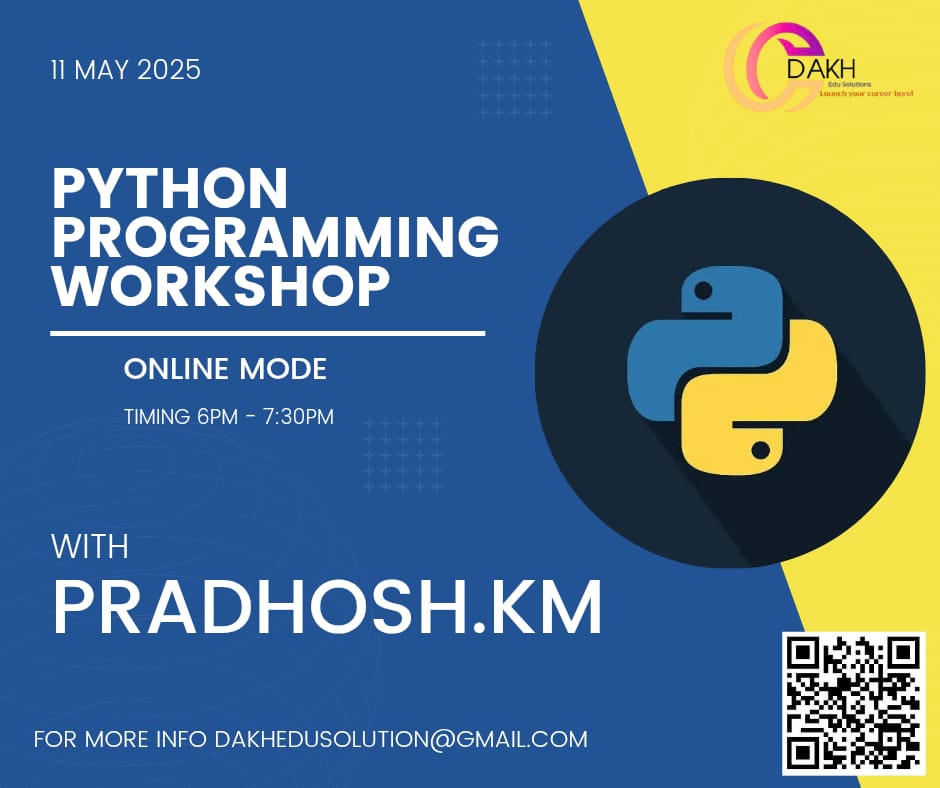 11 MAY 2025
DAKH
Edu Solutions
Launch your career here!
PYTHON
PROGRAMMING
WORKSHOP
ONLINE MODE
TIMING 6PM - 7:30PM
WITH
PRADHOSH.KM
FOR MORE INFO DAKHEDUSOLUTION@GMAIL.COM